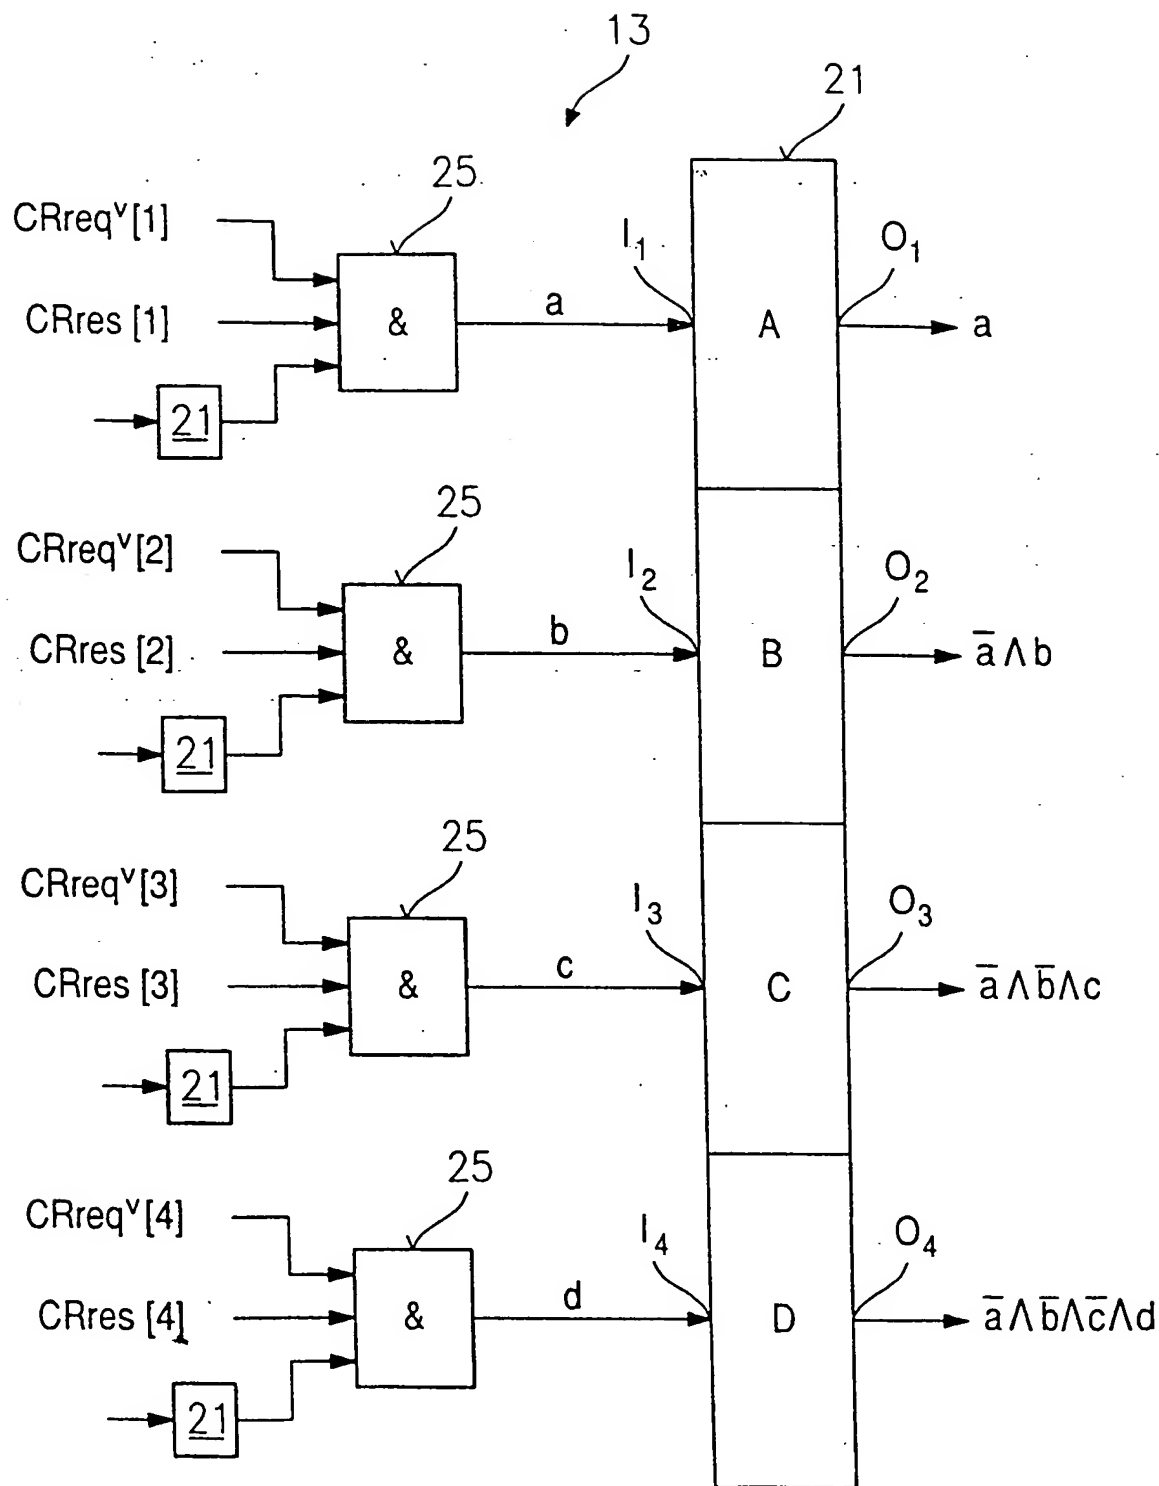 13
21
25
CRreqᵛ[1]
I₁
O₁
CRres [1]
&
a
A
a
21
25
CRreqᵛ[2]
I₂
O₂
CRres [2]
&
b
B
a̅ Λ b
21
25
CRreqᵛ[3]
I₃
O₃
CRres [3]
&
c
C
a̅ Λ b̅ Λ c
21
25
CRreqᵛ[4]
I₄
O₄
CRres [4]
&
d
D
a̅ Λ b̅ Λ c̅ Λ d
21